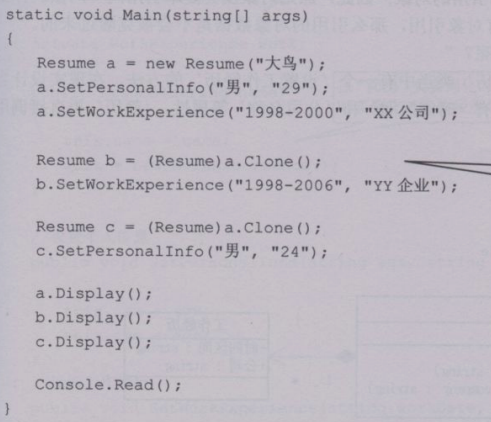 static void Main(string[] args)
{
Resume a = new Resume("大鸟");
a.SetPersonalInfo("男", "29");
a.SetWorkExperience("1998-2000", "XX 公司");
Resume b = (Resume)a.Clone();
b.SetWorkExperience("1998-2006", "YY 企业");
Resume c = (Resume)a.Clone();
c.SetPersonalInfo("男", "24");
a.Display();
b.Display();
c.Display();
Console.Read();
}